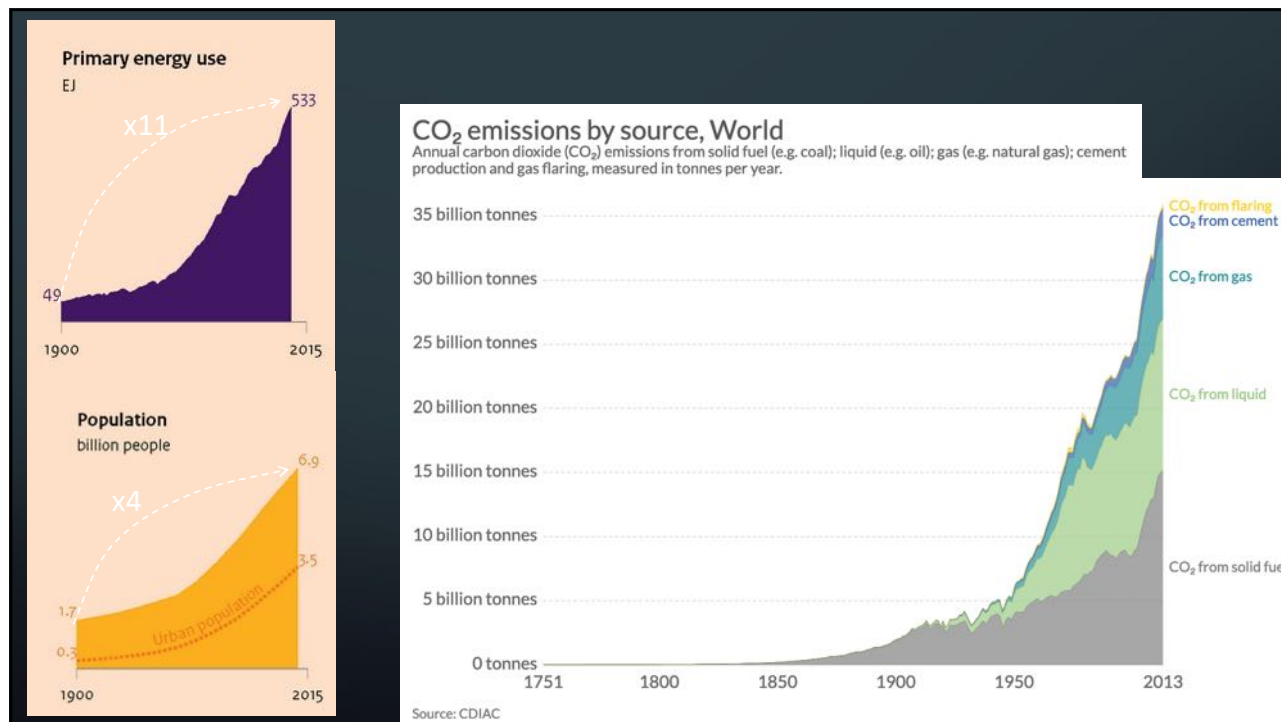 Primary energy use
EJ
533
x11
49
1900
2015
Population
billion people
6.9
x4
3.5
1.7
Urban population
0.3
1900
2015
CO₂ emissions by source, World
Annual carbon dioxide (CO₂) emissions from solid fuel (e.g. coal); liquid (e.g. oil); gas (e.g. natural gas); cement
production and gas flaring, measured in tonnes per year.
35 billion tonnes
30 billion tonnes
25 billion tonnes
20 billion tonnes
15 billion tonnes
10 billion tonnes
5 billion tonnes
0 tonnes
CO₂ from flaring
CO₂ from cement
CO₂ from gas
CO₂ from liquid
CO₂ from solid fue
1751
1800
1850
1900
1950
2013
Source: CDIAC